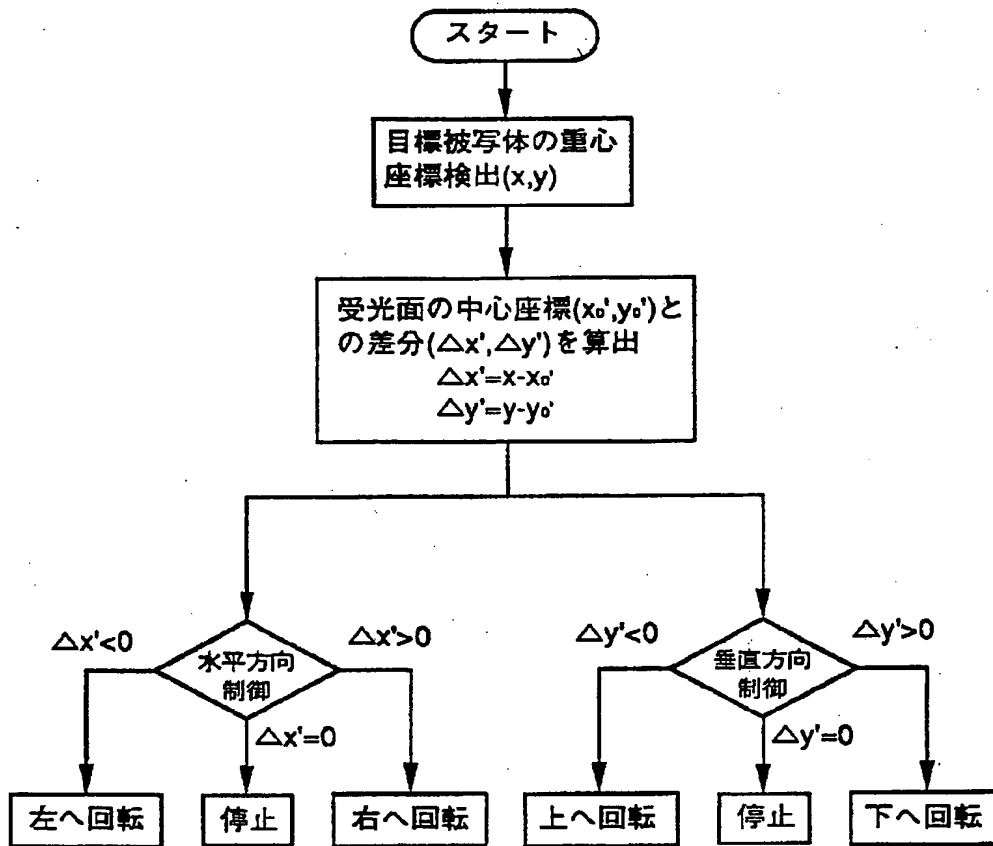 スタート
目標被写体の重心
座標検出(x,y)
受光面の中心座標(x₀',y₀')と
の差分(△x',△y')を算出
△x'=x-x₀'
△y'=y-y₀'
△x'<0
水平方向
制御
△x'>0
△x'=0
△y'<0
垂直方向
制御
△y'>0
△y'=0
左へ回転
停止
右へ回転
上へ回転
停止
下へ回転